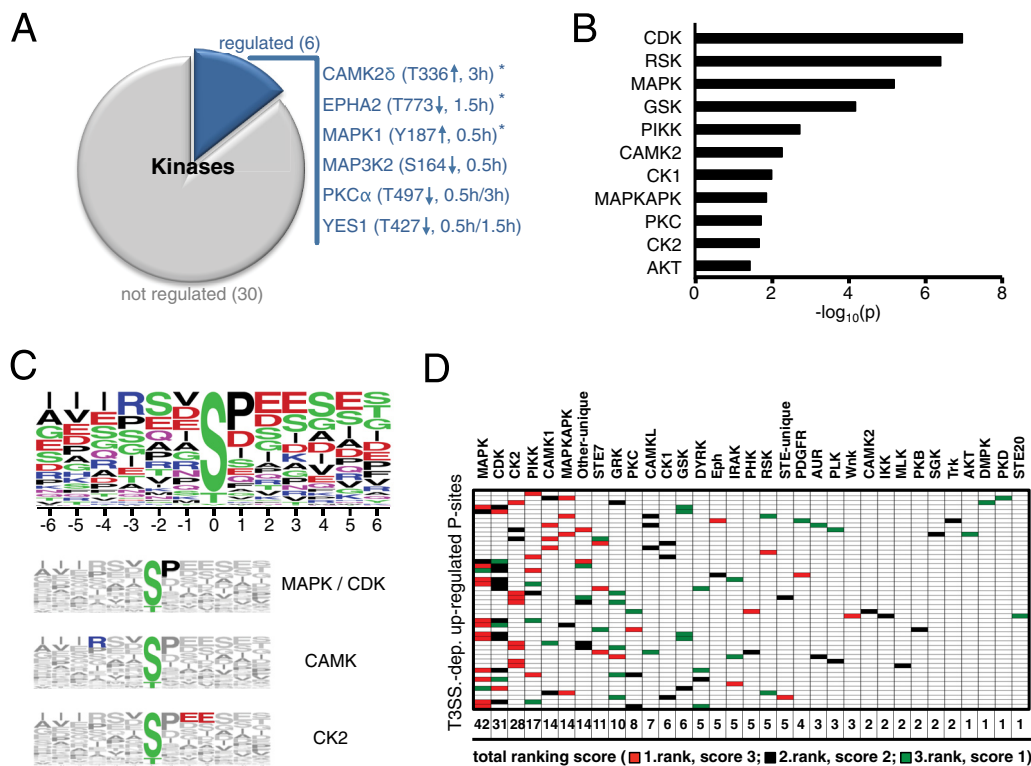 A
regulated (6)
CAMK2δ (T336↑, 3h) *
EPHA2 (T773↓, 1.5h) *
MAPK1 (Y187↑, 0.5h) *
MAP3K2 (S164↓, 0.5h)
PKCα (T497↓, 0.5h/3h)
YES1 (T427↓, 0.5h/1.5h)
Kinases
not regulated (30)
B
CDK
RSK
MAPK
GSK
PIKK
CAMK2
CK1
MAPKAPK
PKC
CK2
AKT
0 2 4 6 8
-log10(p)
C
-6 -5 -4 -3 -2 -1 0 1 2 3 4 5 6
MAPK / CDK
CAMK
CK2
D
MAPK
CDK
CK2
PIKK
CAMK1
MAPKAPK
Other-unique
STE7
GRK
PKC
CAMKL
CK1
GSK
DYRK
Eph
IRAK
PHK
RSK
STE-unique
PDGFR
AUR
PLK
Wnk
CAMK2
IKK
MLK
PKB
SGK
Trk
AKT
DMPK
PKD
STE20
T3SS.-dep. up-regulated P-sites
42 31 28 17 14 14 14 11 10 8 7 6 6 5 5 5 5 5 5 4 3 3 3 2 2 2 2 2 2 1 1 1 1
total ranking score ( 1.rank, score 3; 2.rank, score 2; 3.rank, score 1)